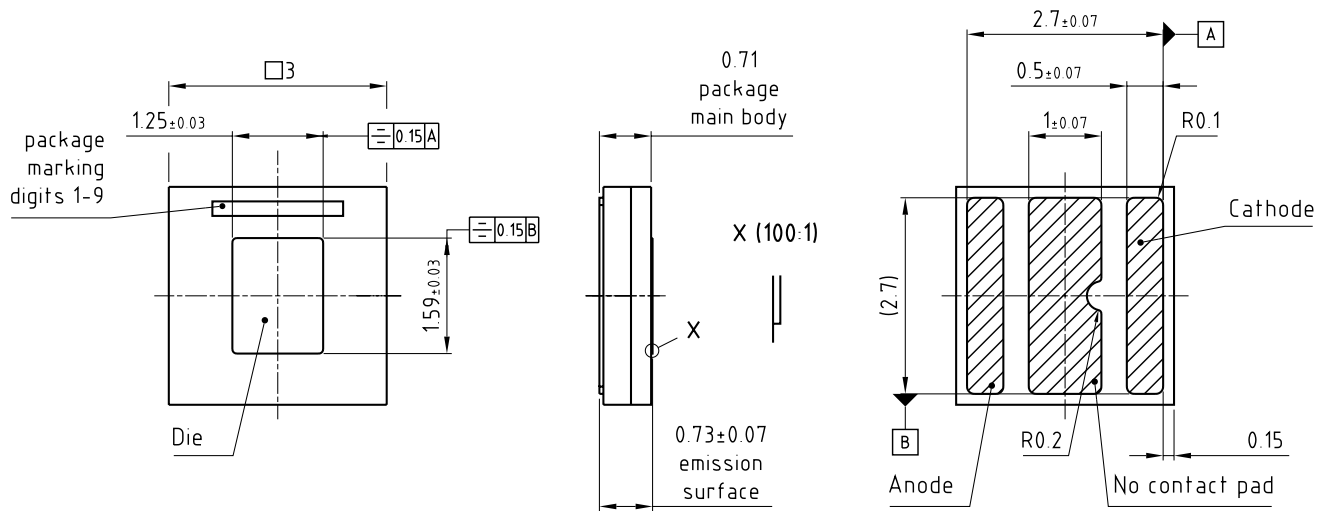 □3
1.25±0.03
⌯ 0.15 A
package
marking
digits 1-9
⌯ 0.15 B
1.59±0.03
Die
0.71
package
main body
X (100:1)
X
0.73±0.07
emission
surface
2.7±0.07
A
0.5±0.07
1±0.07
R0.1
Cathode
(2.7)
B
R0.2
0.15
Anode
No contact pad